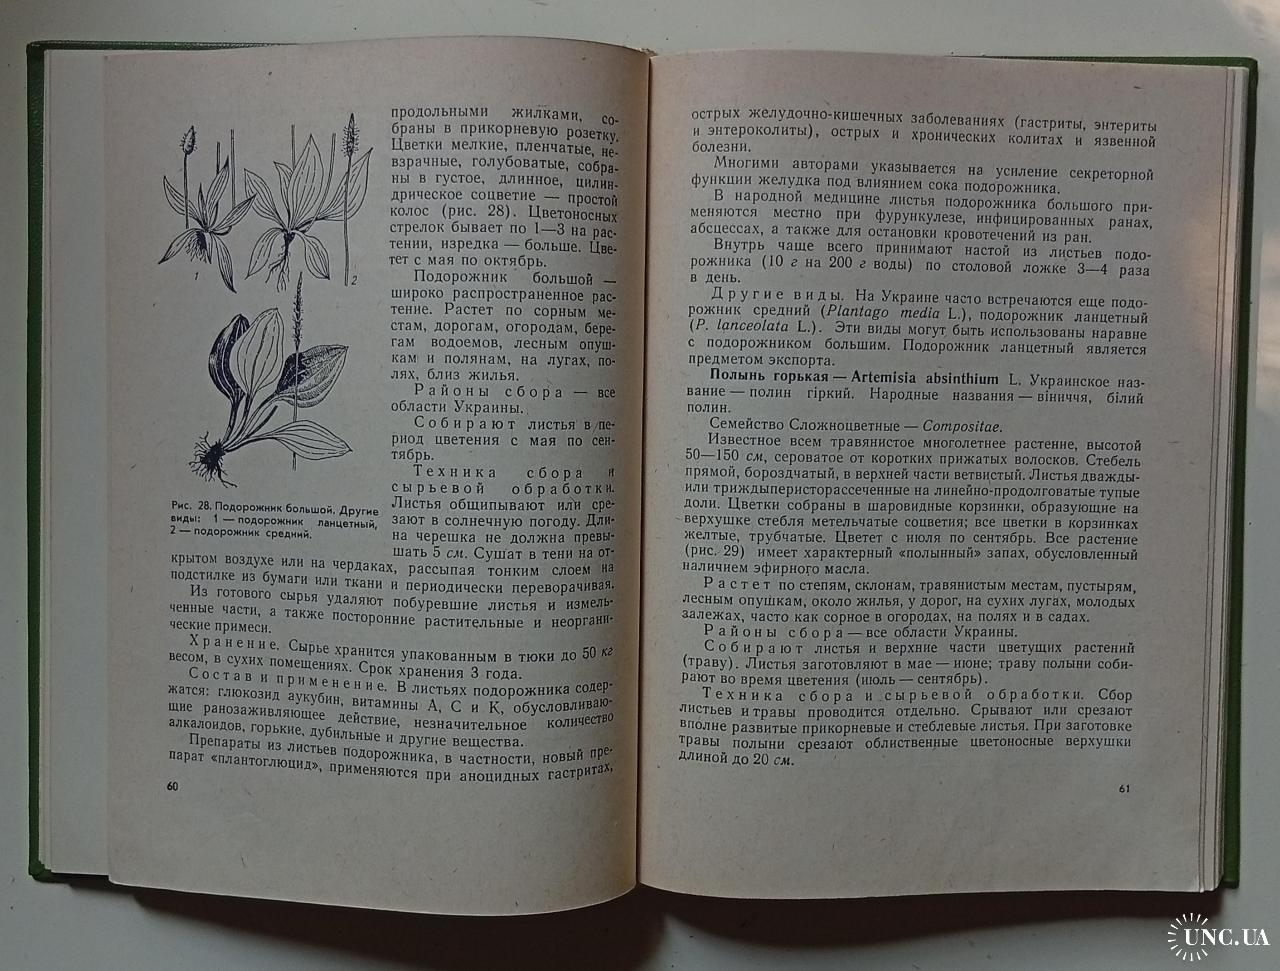 продольными жилками, со-
браны в прикорневую розетку.
Цветки мелкие, пленчатые, не-
взрачные, голубоватые, собра-
ны в густое, длинное, цилин-
дрическое соцветие — простой
колос (рис. 28). Цветоносных
стрелок бывает по 1—3 на рас-
тении, изредка — больше. Цве-
тет с мая по октябрь.
Подорожник большой —
широко распространенное рас-
тение. Растет по сорным ме-
стам, дорогам, огородам, бере-
гам водоемов, лесным опуш-
кам и полянам, на лугах, по-
лях, близ жилья.
Районы сбора — все
области Украины.
Собирают листья в пе-
риод цветения с мая по сен-
тябрь.
Техника сбора и
сырьевой обработки.
Листья общипывают или сре-
зают в солнечную погоду. Дли-
на черешка не должна превы-
шать 5 см. Сушат в тени на от-
1
2
Рис. 28. Подорожник большой. Другие
виды: 1 — подорожник ланцетный,
2 — подорожник средний.
крытом воздухе или на чердаках, рассыпая тонким слоем на
подстилке из бумаги или ткани и периодически переворачивая.
Из готового сырья удаляют побуревшие листья и измель-
ченные части, а также посторонние растительные и неоргани-
ческие примеси.
Хранение. Сырье хранится упакованным в тюки до 50 кг
весом, в сухих помещениях. Срок хранения 3 года.
Состав и применение. В листьях подорожника содер-
жатся: глюкозид аукубин, витамины А, С и К, обусловливаю-
щие ранозаживляющее действие, незначительное количество
алкалоидов, горькие, дубильные и другие вещества.
Препараты из листьев подорожника, в частности, новый пре-
парат «плантоглюцид», применяются при аноцидных гастритах,
60
острых желудочно-кишечных заболеваниях (гастриты, энтериты
и энтероколиты), острых и хронических колитах и язвенной
болезни.
Многими авторами указывается на усиление секреторной
функции желудка под влиянием сока подорожника.
В народной медицине листья подорожника большого при-
меняются местно при фурункулезе, инфицированных ранах,
абсцессах, а также для остановки кровотечений из ран.
Внутрь чаще всего принимают настой из листьев подо-
рожника (10 г на 200 г воды) по столовой ложке 3—4 раза
в день.
Другие виды. На Украине часто встречаются еще подо-
рожник средний (Plantago media L.), подорожник ланцетный
(P. lanceolata L.). Эти виды могут быть использованы наравне
с подорожником большим. Подорожник ланцетный является
предметом экспорта.
Полынь горькая — Artemisia absinthium L. Украинское наз-
вание — полин гіркий. Народные названия — віниччя, білий
полин.
Семейство Сложноцветные — Compositae.
Известное всем травянистое многолетнее растение, высотой
50—150 см, сероватое от коротких прижатых волосков. Стебель
прямой, бороздчатый, в верхней части ветвистый. Листья дважды-
или триждыперисторассеченные на линейно-продолговатые тупые
доли. Цветки собраны в шаровидные корзинки, образующие на
верхушке стебля метельчатые соцветия; все цветки в корзинках
желтые, трубчатые. Цветет с июля по сентябрь. Все растение
(рис. 29) имеет характерный «полынный» запах, обусловленный
наличием эфирного масла.
Растет по степям, склонам, травянистым местам, пустырям,
лесным опушкам, около жилья, у дорог, на сухих лугах, молодых
залежах, часто как сорное в огородах, на полях и в садах.
Районы сбора — все области Украины.
Собирают листья и верхние части цветущих растений
(траву). Листья заготовляют в мае — июне; траву полыни соби-
рают во время цветения (июль — сентябрь).
Техника сбора и сырьевой обработки. Сбор
листьев и травы проводится отдельно. Срывают или срезают
вполне развитые прикорневые и стеблевые листья. При заготовке
травы полыни срезают облиственные цветоносные верхушки
длиной до 20 см.
61
UNC.UA